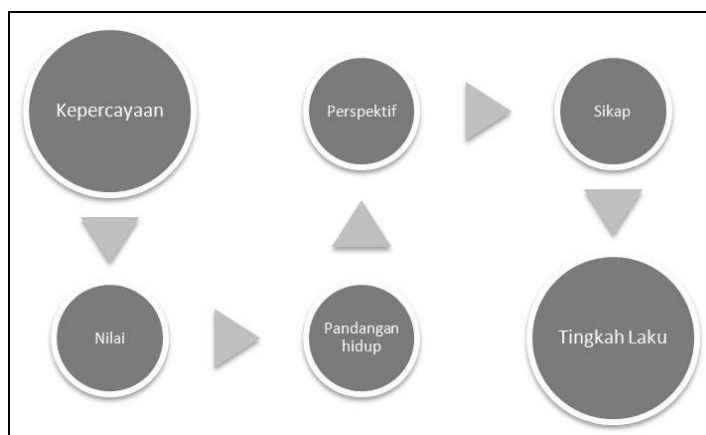 Kepercayaan
Nilai
Pandangan
hidup
Perspektif
Sikap
Tingkah Laku